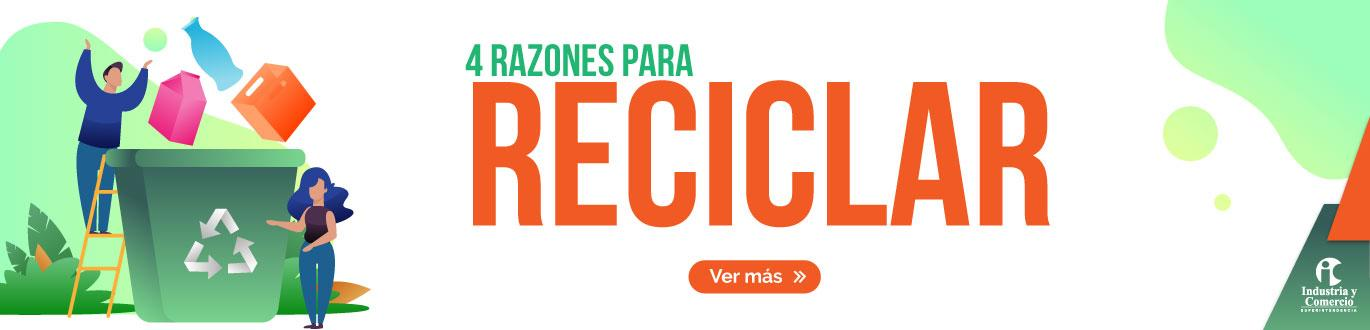 4 RAZONES PARA
RECICLAR
Ver más »
Industria y
Comercio
SUPERINTENDENCIA